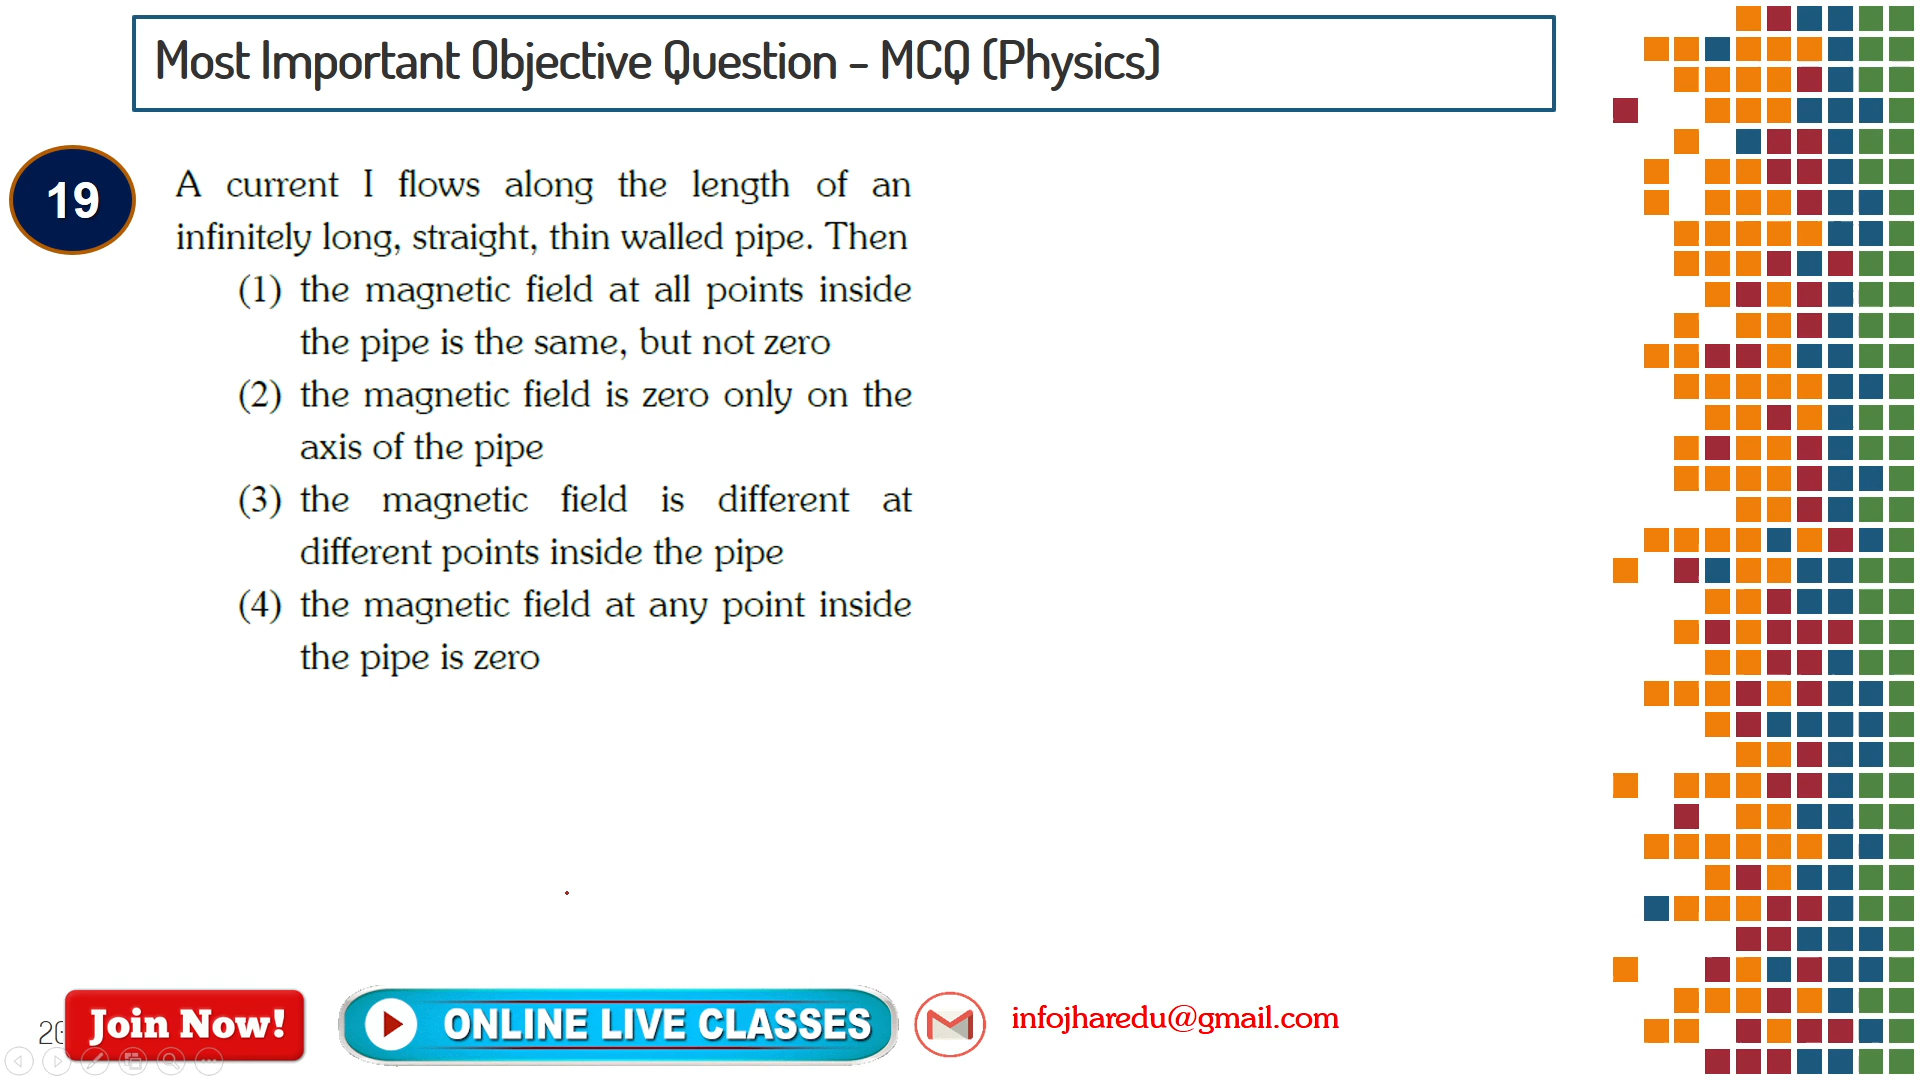 Most Important Objective Question - MCQ (Physics)
19
A current I flows along the length of an
infinitely long, straight, thin walled pipe. Then
(1) the magnetic field at all points inside
the pipe is the same, but not zero
(2) the magnetic field is zero only on the
axis of the pipe
(3) the magnetic field is different at
different points inside the pipe
(4) the magnetic field at any point inside
the pipe is zero
Join Now!
ONLINE LIVE CLASSES
infojharedu@gmail.com